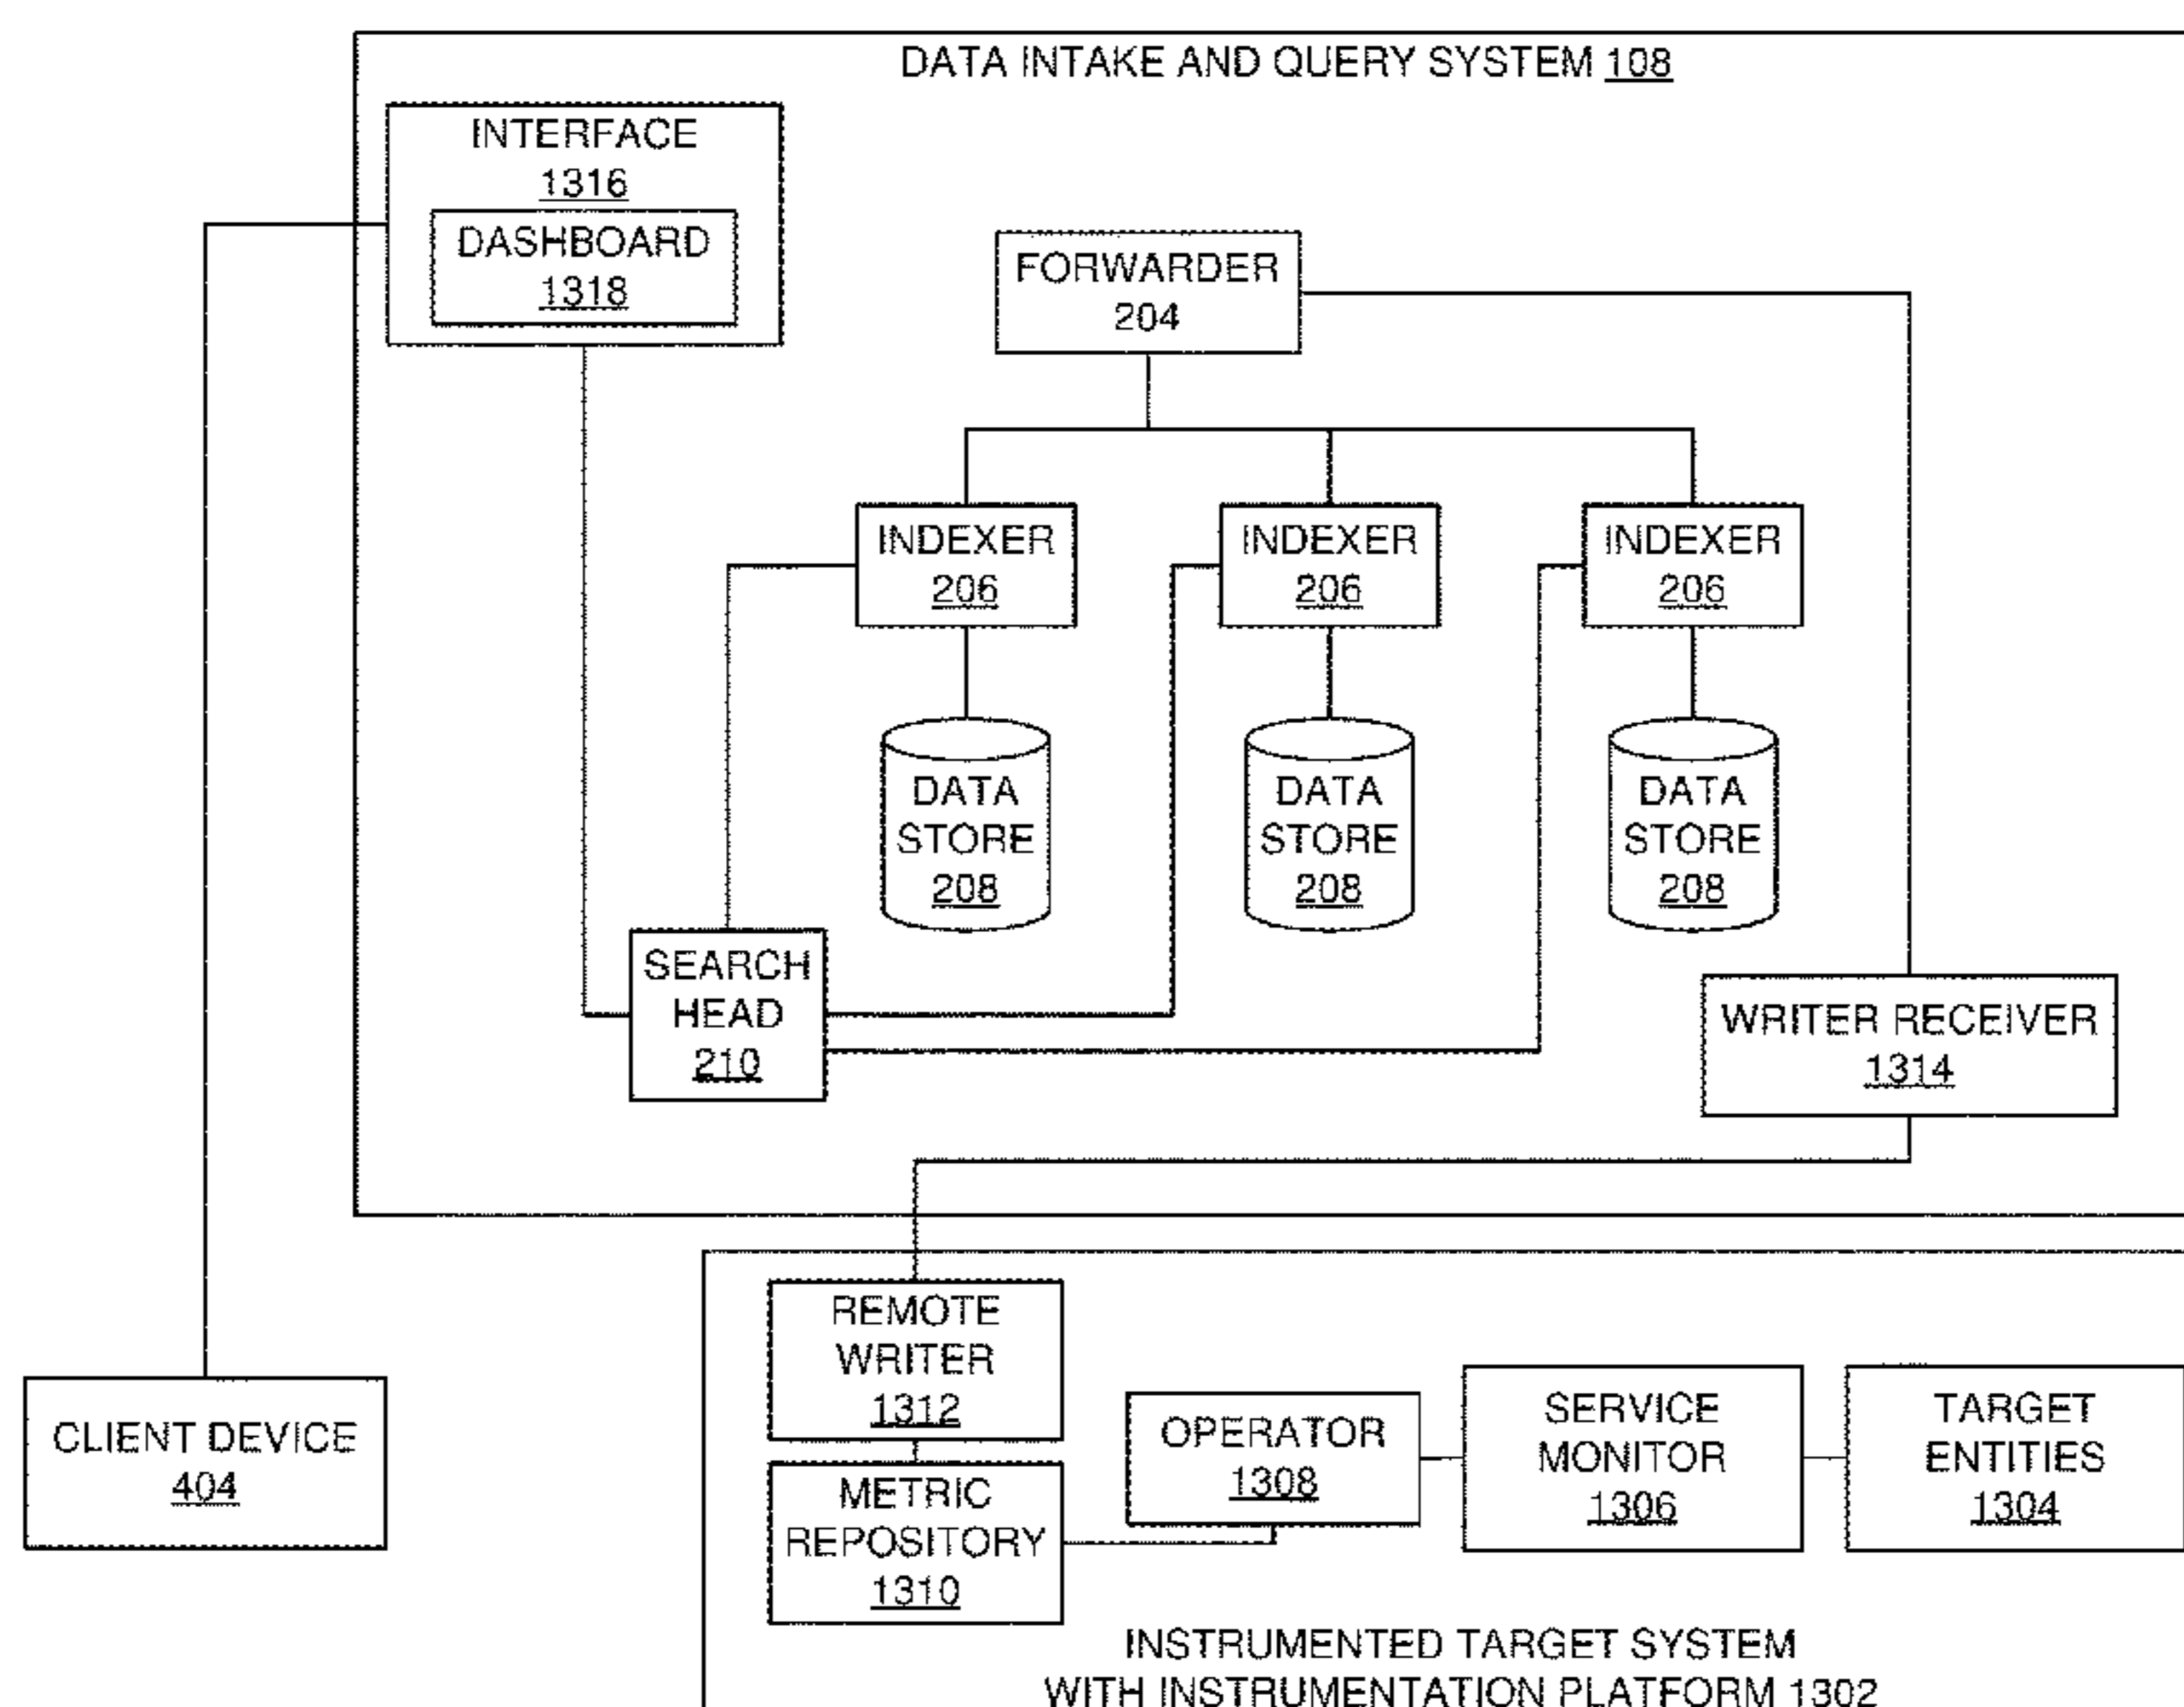 DATA INTAKE AND QUERY SYSTEM 108
INTERFACE
1316
DASHBOARD
1318
FORWARDER
204
INDEXER
206
INDEXER
206
INDEXER
206
DATA
STORE
208
DATA
STORE
208
DATA
STORE
208
SEARCH
HEAD
210
WRITER RECEIVER
1314
REMOTE
WRITER
1312
CLIENT DEVICE
404
METRIC
REPOSITORY
1310
OPERATOR
1308
SERVICE
MONITOR
1306
TARGET
ENTITIES
1304
INSTRUMENTED TARGET SYSTEM
WITH INSTRUMENTATION PLATFORM 1302